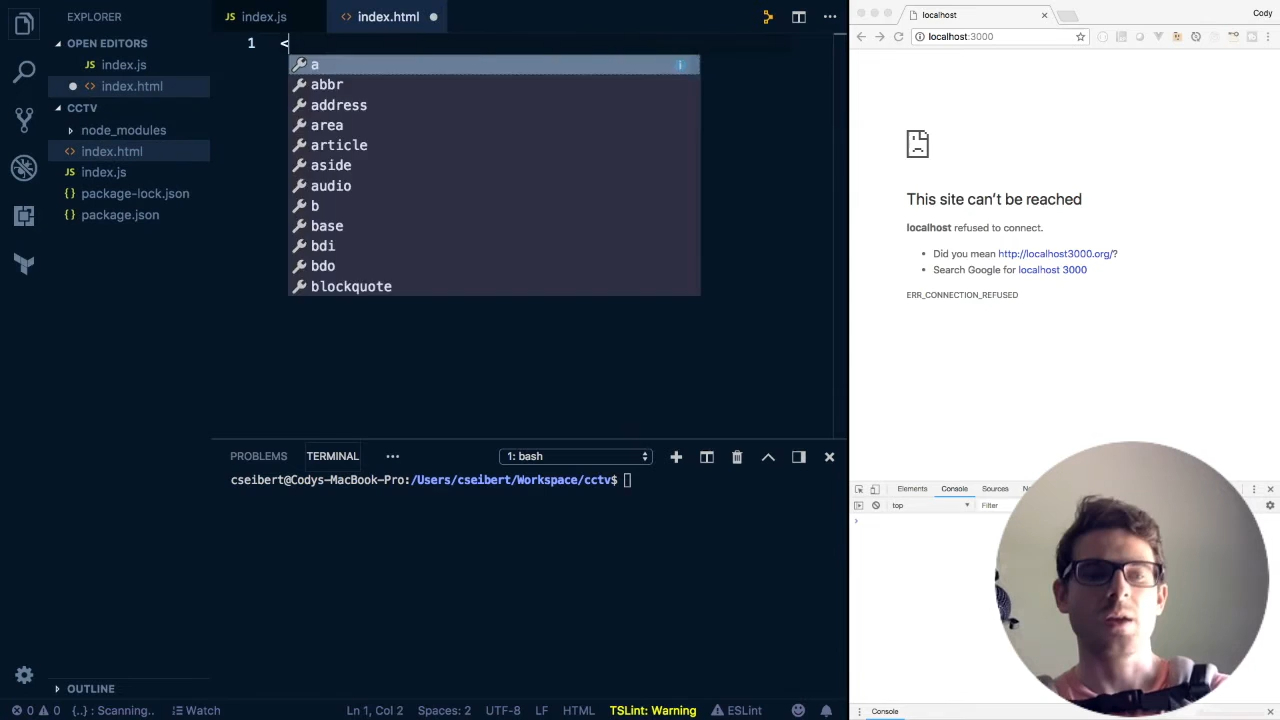 EXPLORER
OPEN EDITORS
index.js
index.html
CCTV
node_modules
index.html
index.js
package-lock.json
package.json
OUTLINE
index.js
index.html
1 <
a
abbr
address
area
article
aside
audio
b
base
bdi
bdo
blockquote
PROBLEMS TERMINAL 1: bash
cseibert@Codys-MacBook-Pro:/Users/cseibert/Workspace/cctv$
0 0 {..} : Scanning.. Watch Ln 1, Col 2 Spaces: 2 UTF-8 LF HTML TSLint: Warning ESLint
localhost
Cody
localhost:3000
This site can't be reached
localhost refused to connect.
Did you mean http://localhost3000.org/?
Search Google for localhost 3000
ERR_CONNECTION_REFUSED
Elements Console Sources
top Filter
Console